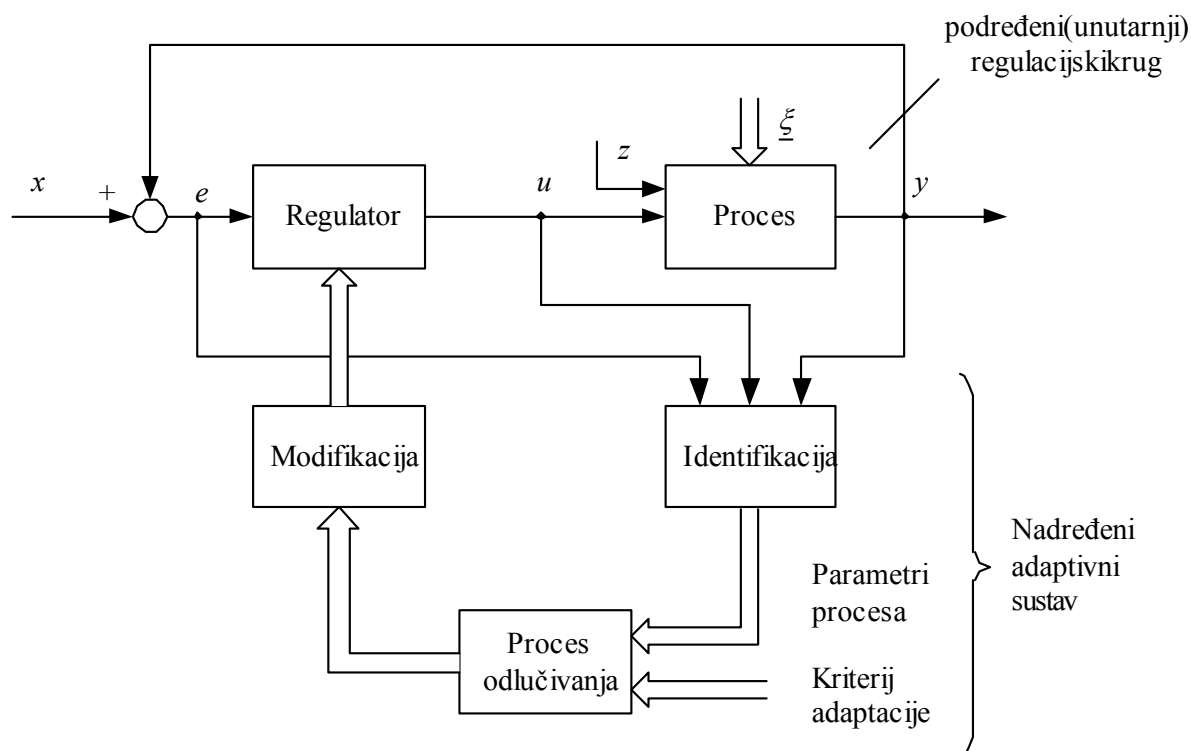 podređeni(unutarnji)
regulacijskikrug
x
+
e
Regulator
u
z
ξ
Proces
y
Modifikacija
Identifikacija
Parametri
procesa
Nadređeni
adaptivni
sustav
Proces
odlučivanja
Kriterij
adaptacije